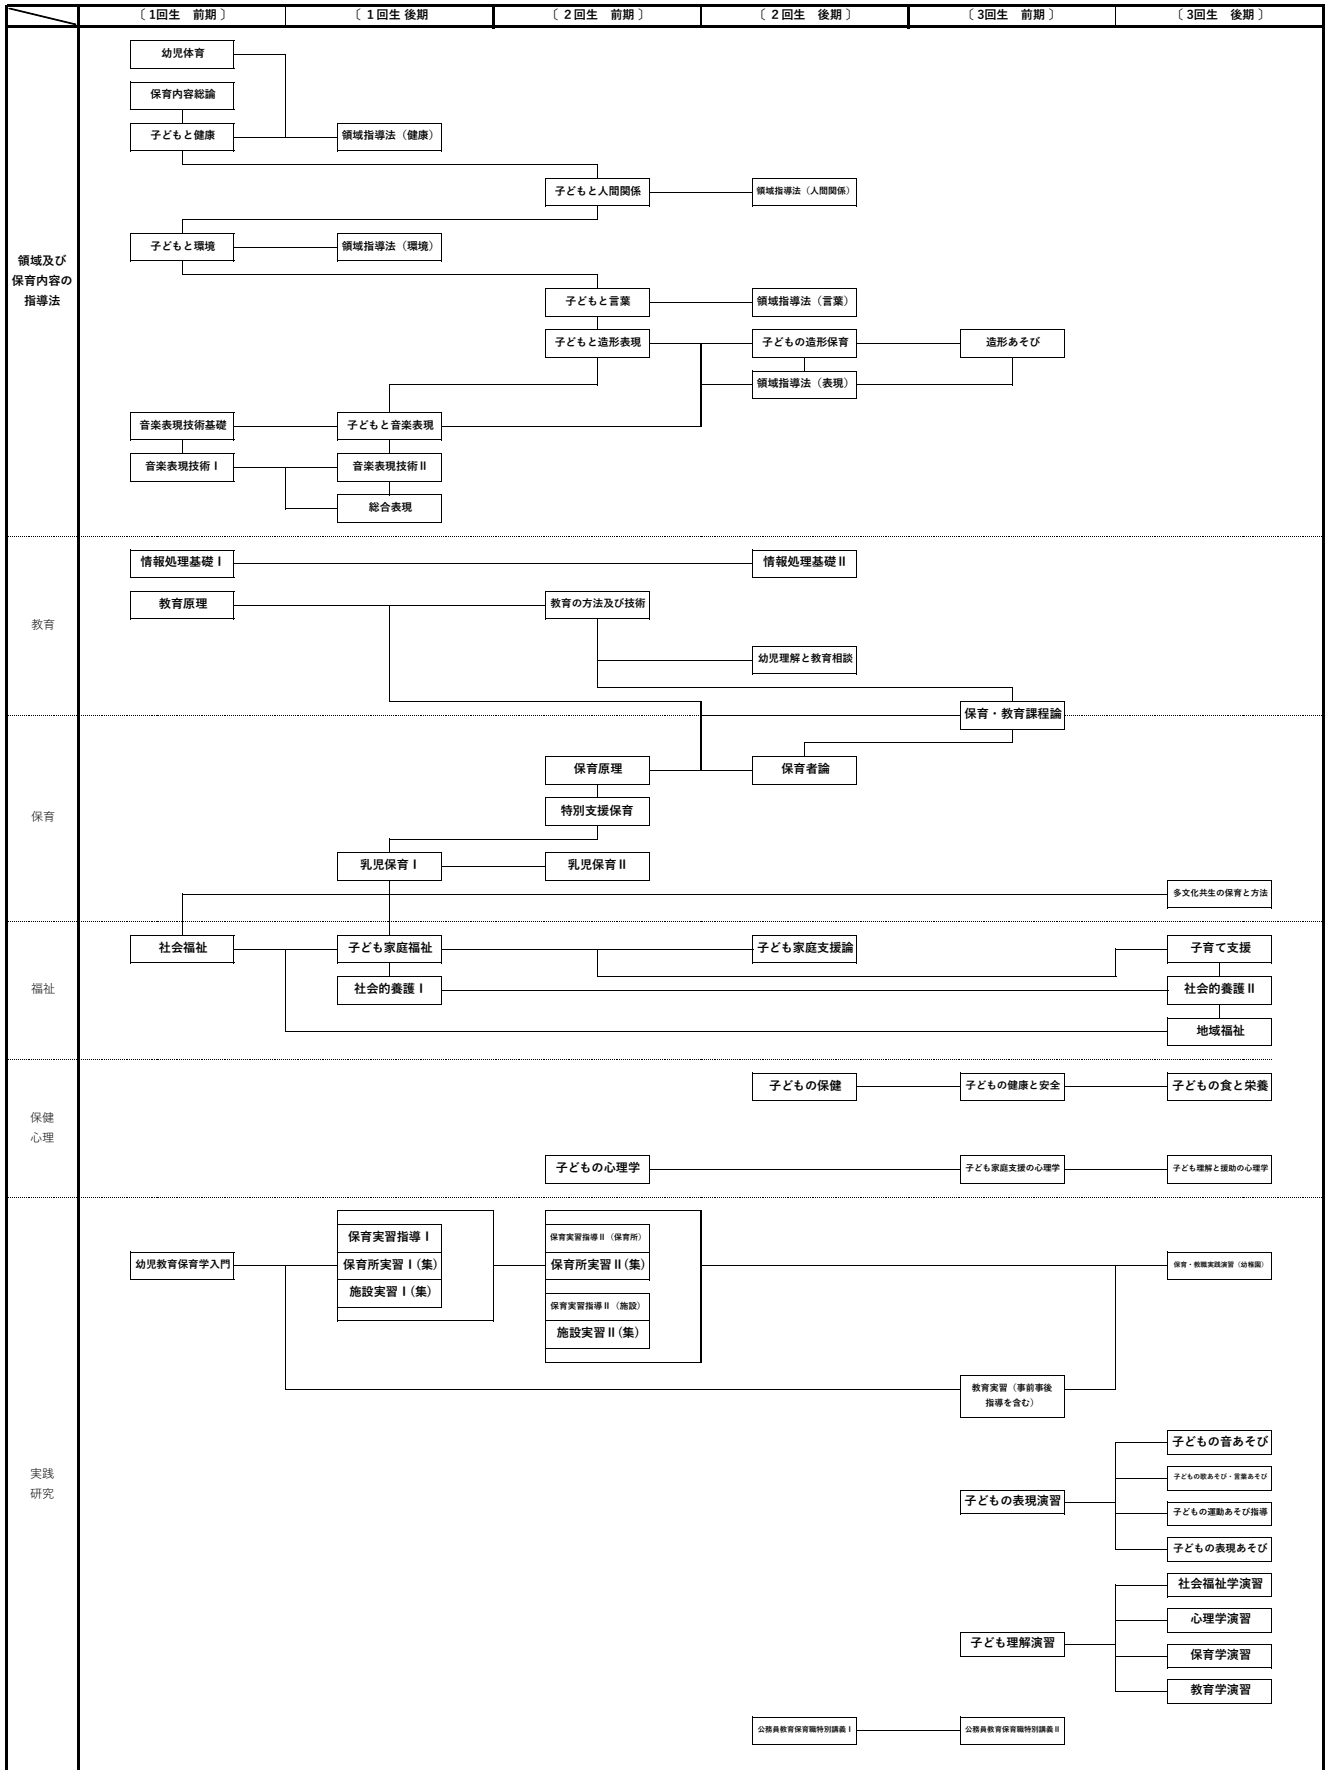 〔 1回生　前期 〕
〔 １回生 後期
〔 ２回生　前期 〕
〔 ２回生　後期 〕
〔 3回生　前期 〕
〔 3回生　後期 〕
領域及び
保育内容の
指導法
幼児体育
保育内容総論
子どもと健康
領域指導法（健康）
子どもと人間関係
領域指導法（人間関係）
子どもと環境
領域指導法（環境）
子どもと言葉
領域指導法（言葉）
子どもと造形表現
子どもの造形保育
造形あそび
領域指導法（表現）
音楽表現技術基礎
子どもと音楽表現
音楽表現技術Ⅰ
音楽表現技術Ⅱ
総合表現
教育
情報処理基礎Ⅰ
情報処理基礎Ⅱ
教育原理
教育の方法及び技術
幼児理解と教育相談
保育・教育課程論
保育
保育原理
保育者論
特別支援保育
乳児保育Ⅰ
乳児保育Ⅱ
多文化共生の保育と方法
福祉
社会福祉
子ども家庭福祉
子ども家庭支援論
子育て支援
社会的養護Ⅰ
社会的養護Ⅱ
地域福祉
保健
心理
子どもの保健
子どもの健康と安全
子どもの食と栄養
子どもの心理学
子ども家庭支援の心理学
子ども理解と援助の心理学
実践
研究
幼児教育保育学入門
保育実習指導Ⅰ
保育所実習Ⅰ(集)
施設実習Ⅰ(集)
保育実習指導Ⅱ（保育所）
保育所実習Ⅱ(集)
保育実習指導Ⅱ（施設）
施設実習Ⅱ(集)
保育・教職実践演習（幼稚園）
教育実習（事前事後
指導を含む）
子どもの表現演習
子どもの音あそび
子どもの歌あそび・言葉あそび
子どもの運動あそび指導
子どもの表現あそび
子ども理解演習
社会福祉学演習
心理学演習
保育学演習
教育学演習
公務員教育保育職特別講義Ⅰ
公務員教育保育職特別講義Ⅱ